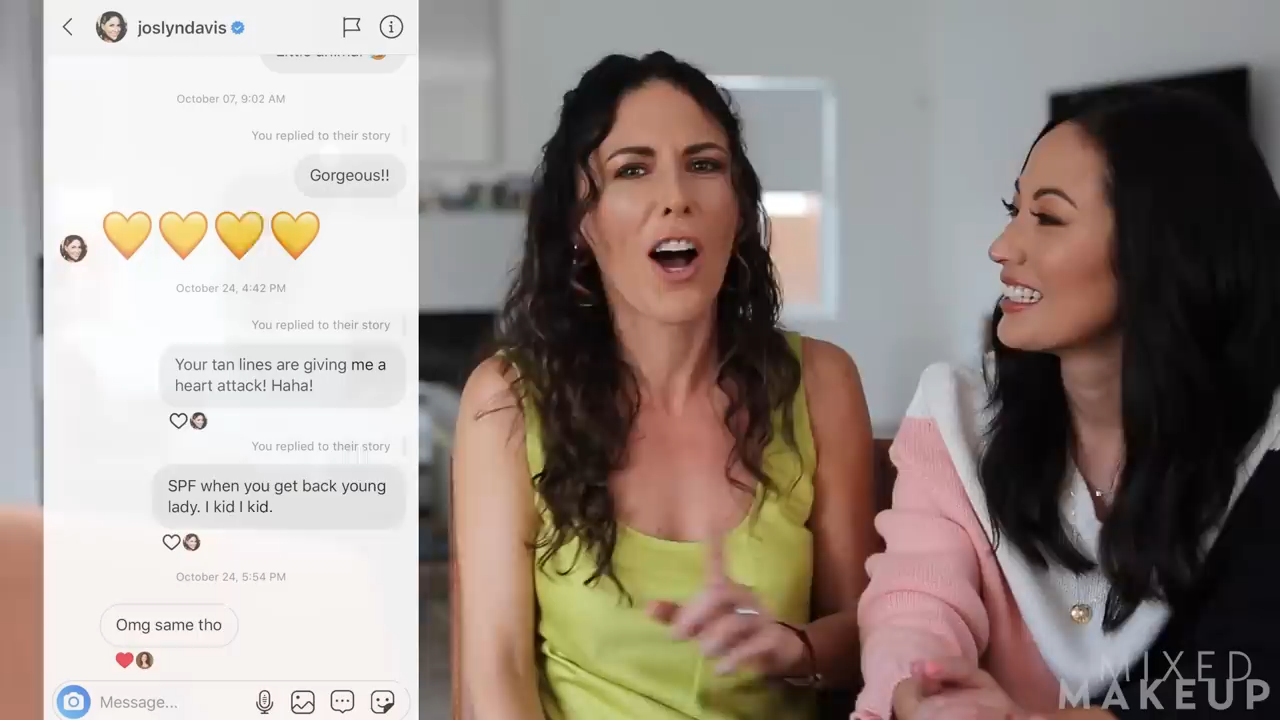 joslyndavis
October 07, 9:02 AM
You replied to their story
Gorgeous!!
October 24, 4:42 PM
You replied to their story
Your tan lines are giving me a
heart attack! Haha!
You replied to their story
SPF when you get back young
lady. I kid I kid.
October 24, 5:54 PM
Omg same tho
Message...
MIXED
MAKEUP